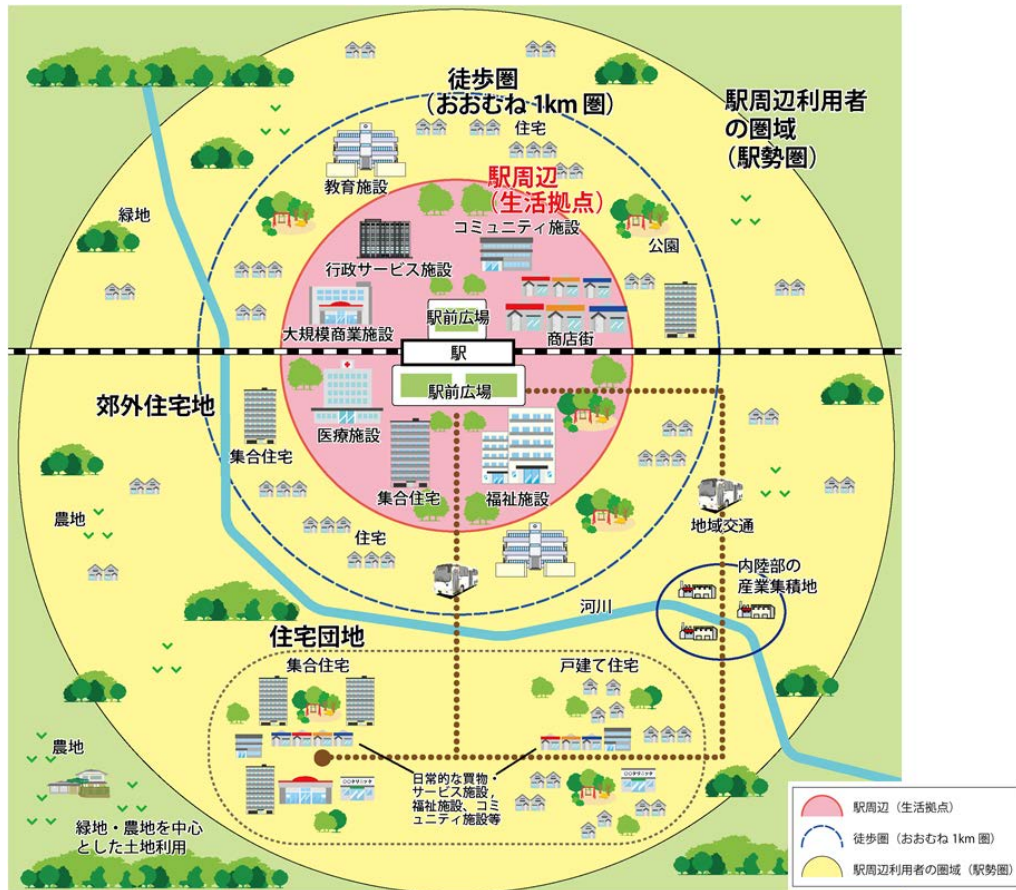 徒歩圏
（おおむね 1km 圏）
住宅
駅周辺利用者
の圏域
（駅勢圏）
教育施設
駅周辺
（生活拠点）
コミュニティ施設
緑地
公園
行政サービス施設
大規模商業施設
駅前広場
商店街
駅
駅前広場
郊外住宅地
医療施設
集合住宅
集合住宅
福祉施設
地域交通
農地
住宅
内陸部の
産業集積地
河川
住宅団地
集合住宅
戸建て住宅
農地
日常的な買物
サービス施設，
福祉施設、コミ
ュニティ施設等
○○クリニック
○○クリニック
緑地・農地を中心
とした土地利用
駅周辺（生活拠点）
徒歩圏（おおむね 1km 圏）
駅周辺利用者の圏域（駅勢圏）